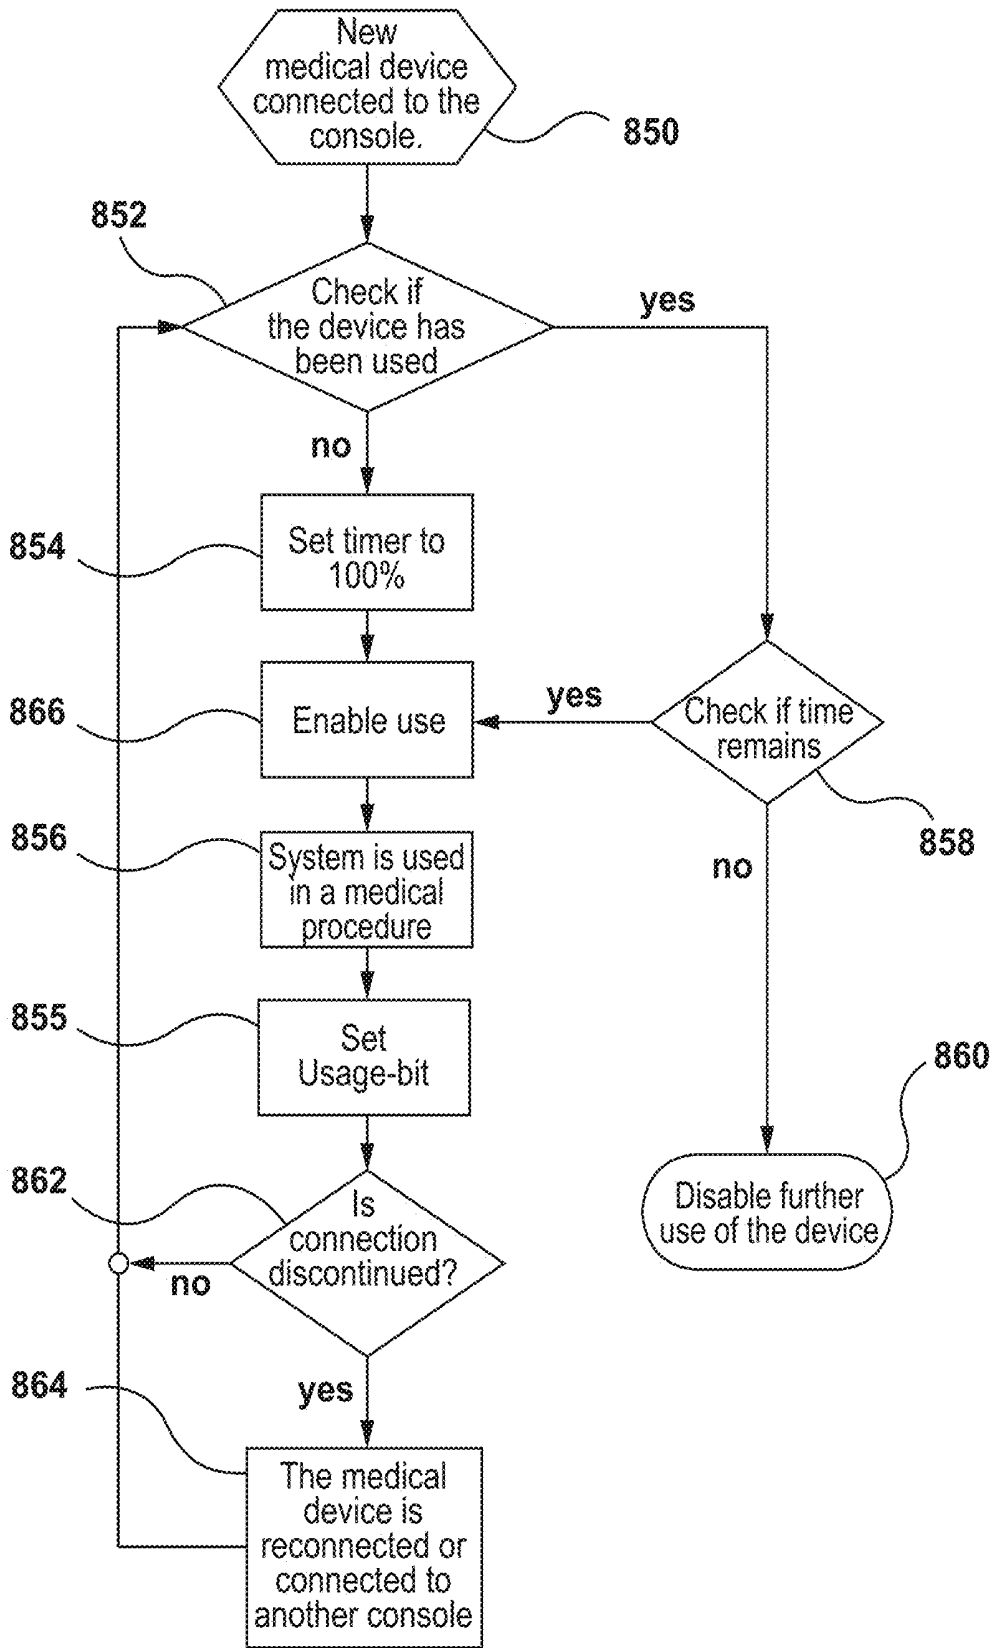 New
medical device
connected to the
console.
850
852
Check if
the device has
been used
yes
no
854
Set timer to
100%
866
Enable use
yes
Check if time
remains
858
856
System is used
in a medical
procedure
no
855
Set
Usage-bit
860
Disable further
use of the device
862
Is
connection
discontinued?
no
yes
864
The medical
device is
reconnected or
connected to
another console